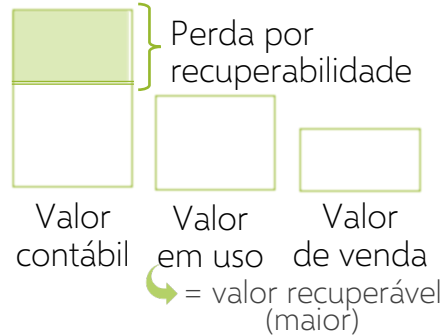 Perda por
recuperabilidade
Valor
contábil
Valor
em uso
Valor
de venda
= valor recuperável
(maior)